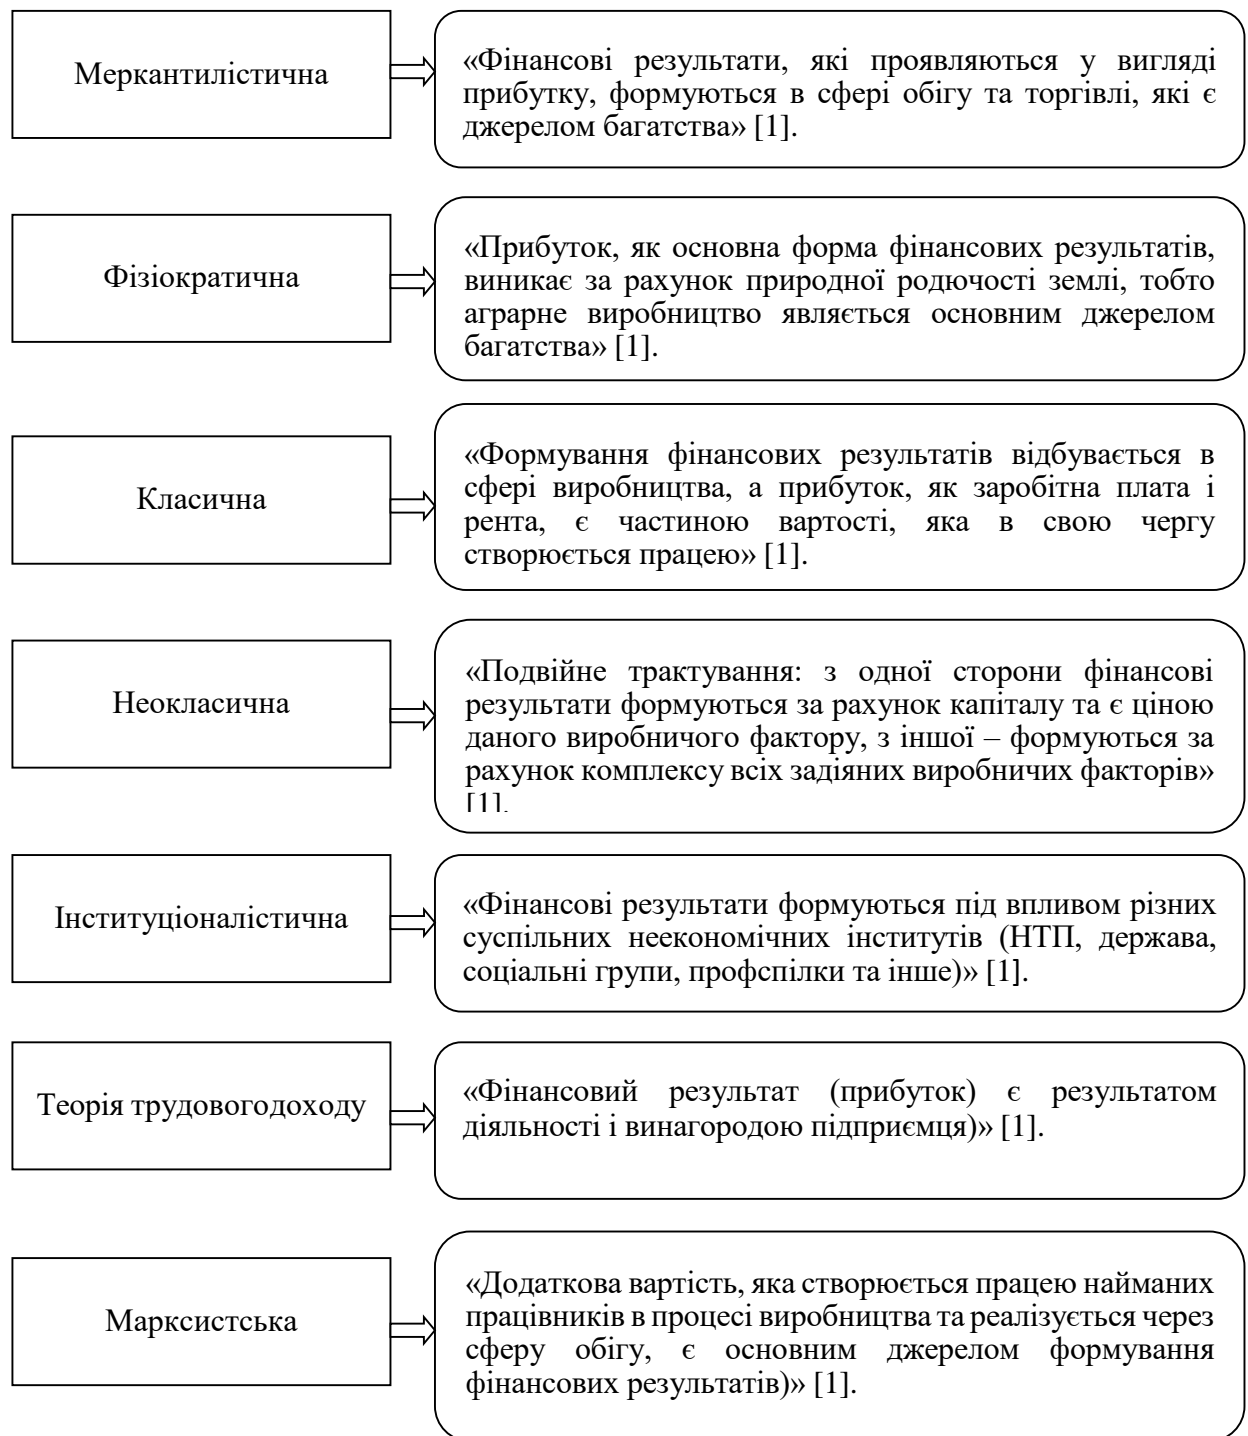 Меркантилістична
«Фінансові результати, які проявляються у вигляді
прибутку, формуються в сфері обігу та торгівлі, які є
джерелом багатства» [1].
Фізіократична
«Прибуток, як основна форма фінансових результатів,
виникає за рахунок природної родючості землі, тобто
аграрне виробництво являється основним джерелом
багатства» [1].
Класична
«Формування фінансових результатів відбувається в
сфері виробництва, а прибуток, як заробітна плата і
рента, є частиною вартості, яка в свою чергу
створюється працею» [1].
Неокласична
«Подвійне трактування: з одної сторони фінансові
результати формуються за рахунок капіталу та є ціною
даного виробничого фактору, з іншої – формуються за
рахунок комплексу всіх задіяних виробничих факторів»
[1].
Інституціоналістична
«Фінансові результати формуються під впливом різних
суспільних неекономічних інститутів (НТП, держава,
соціальні групи, профспілки та інше)» [1].
Теорія трудовогодоходу
«Фінансовий результат (прибуток) є результатом
діяльності і винагородою підприємця)» [1].
Марксистська
«Додаткова вартість, яка створюється працею найманих
працівників в процесі виробництва та реалізується через
сферу обігу, є основним джерелом формування
фінансових результатів)» [1].